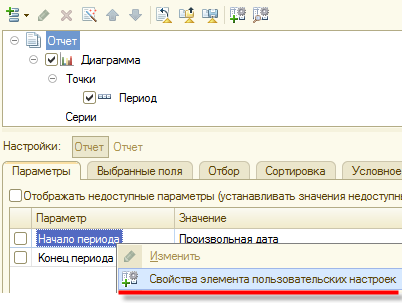 Отчет
Диаграмма
Точки
Период
Серии
Настройки: Отчет Отчет
Параметры Выбранные поля Отбор Сортировка Условное
Отображать недоступные параметры (устанавливать значения недоступн
Параметр Значение
Начало периода Произвольная дата
Конец периода
Изменить
Свойства элемента пользовательских настроек